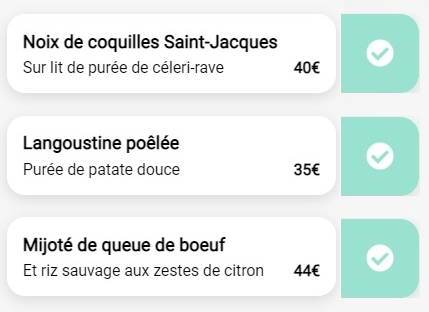 Noix de coquilles Saint-Jacques
Sur lit de purée de céleri-rave 40€
Langoustine poêlée
Purée de patate douce 35€
Mijoté de queue de boeuf
Et riz sauvage aux zestes de citron 44€